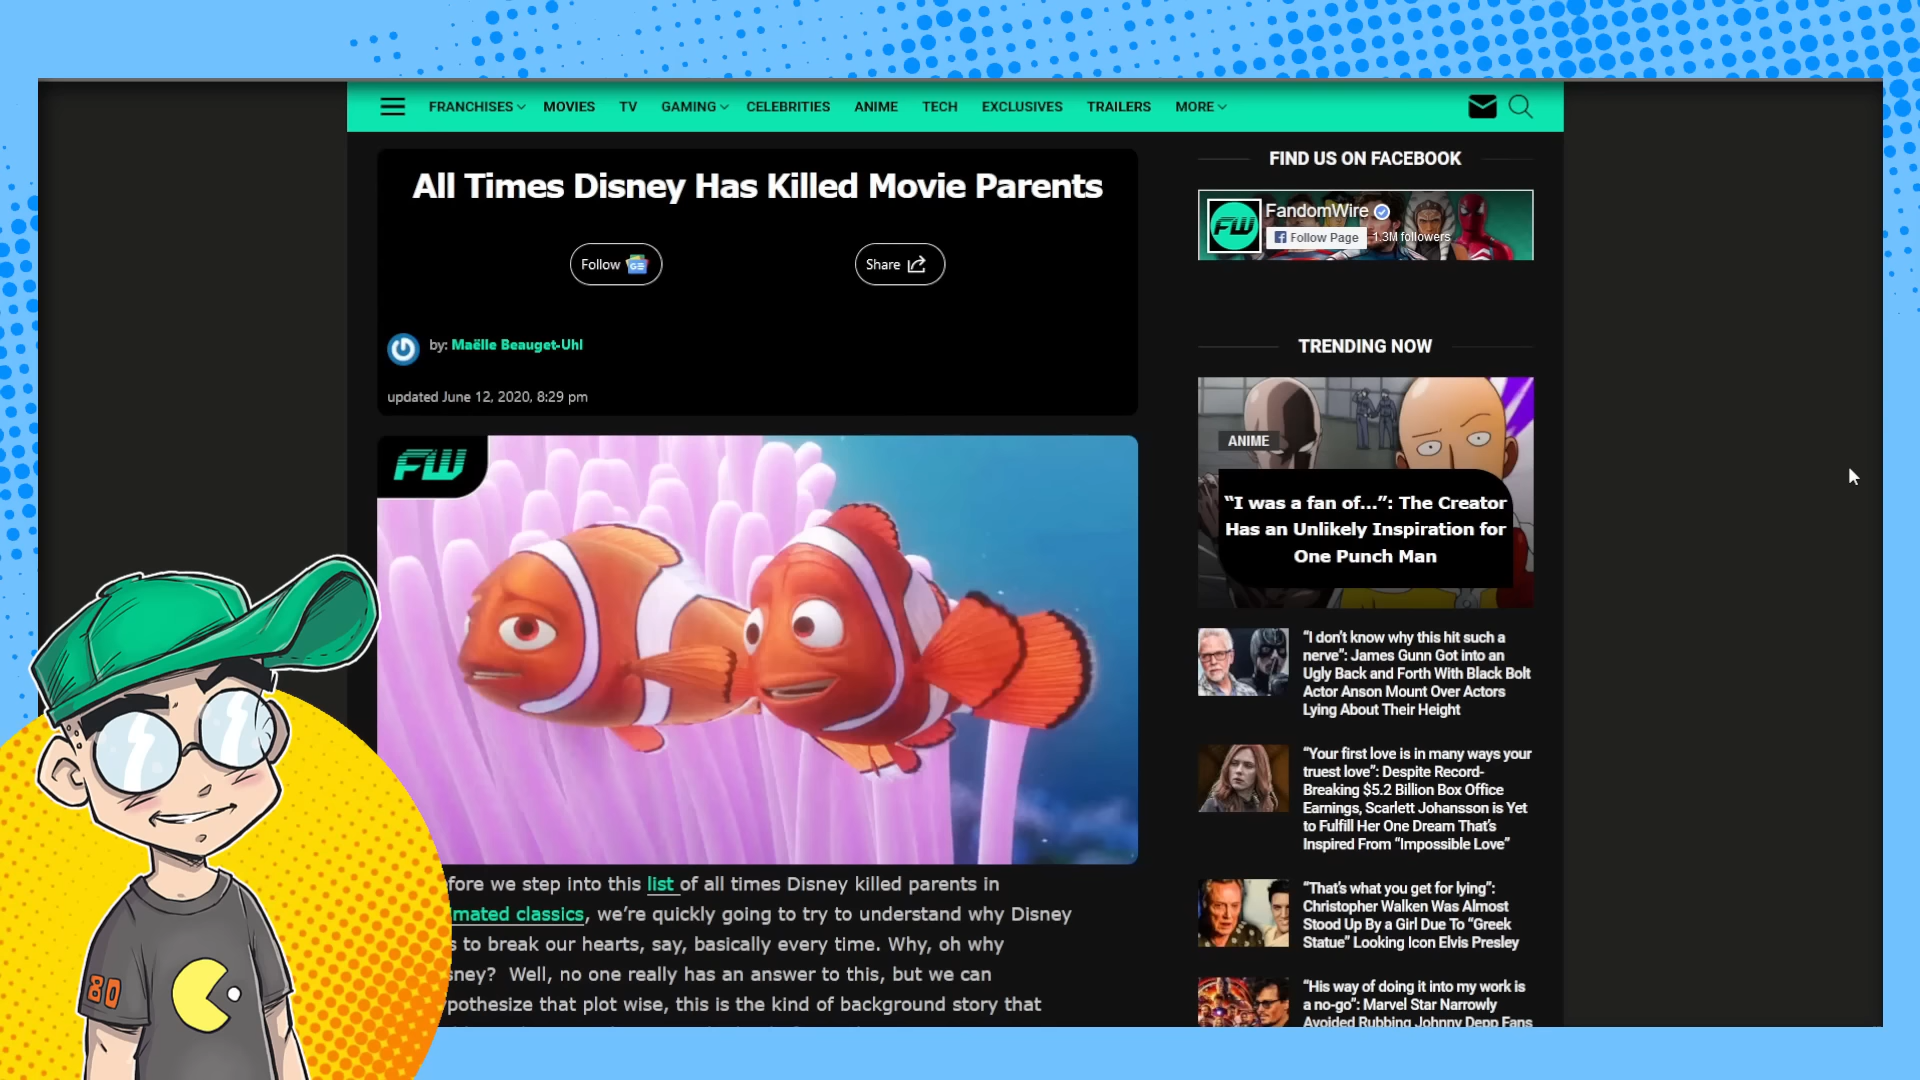 FRANCHISES MOVIES TV GAMING CELEBRITIES ANIME TECH EXCLUSIVES TRAILERS MORE
All Times Disney Has Killed Movie Parents
Follow GE
Share
by: Maëlle Beauget-Uhl
updated June 12, 2020, 8:29 pm
FW
fore we step into this list of all times Disney killed parents in
mated classics, we’re quickly going to try to understand why Disney
s to break our hearts, say, basically every time. Why, oh why
sney? Well, no one really has an answer to this, but we can
pothesize that plot wise, this is the kind of background story that
FIND US ON FACEBOOK
FW
FandomWire
Follow Page 1.3M followers
TRENDING NOW
ANIME
“I was a fan of…”: The Creator
Has an Unlikely Inspiration for
One Punch Man
“I don’t know why this hit such a
nerve”: James Gunn Got into an
Ugly Back and Forth With Black Bolt
Actor Anson Mount Over Actors
Lying About Their Height
“Your first love is in many ways your
truest love”: Despite Record-
Breaking $5.2 Billion Box Office
Earnings, Scarlett Johansson is Yet
to Fulfill Her One Dream That’s
Inspired From “Impossible Love”
“That’s what you get for lying”:
Christopher Walken Was Almost
Stood Up By a Girl Due To “Greek
Statue” Looking Icon Elvis Presley
“His way of doing it into my work is
a no-go”: Marvel Star Narrowly
Avoided Rubbing Johnny Depp Fans
80